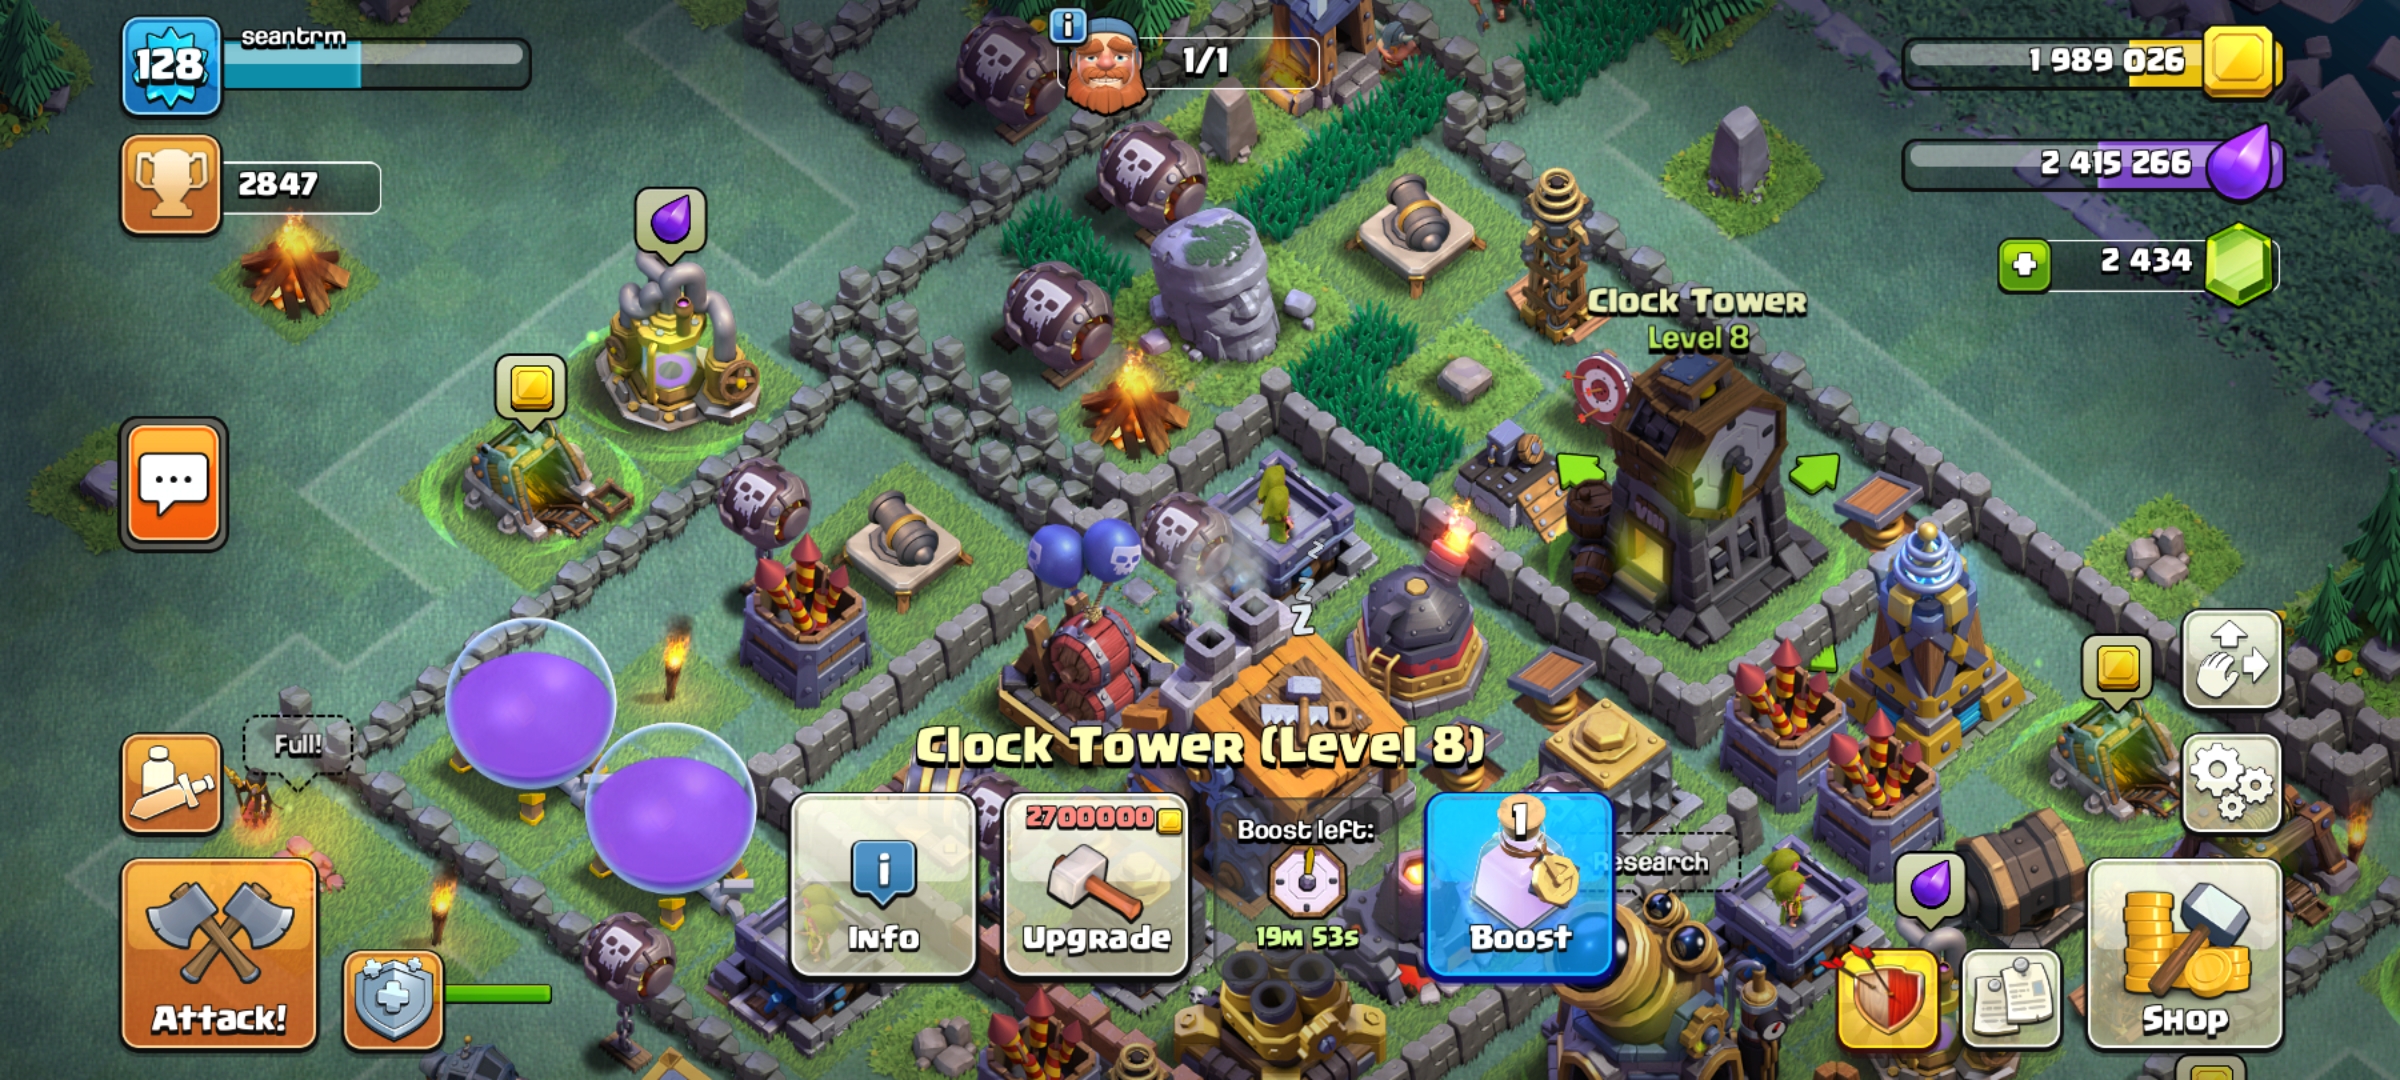 seantrm
128
1/1
1 989 026
2847
2 415 266
2 434
Clock Tower
Level 8
VIII
z
z
Z
Full!
Clock Tower (Level 8)
2700000
Boost left:
1
Research
Info
Upgrade
19m 53s
Boost
Attack!
Shop